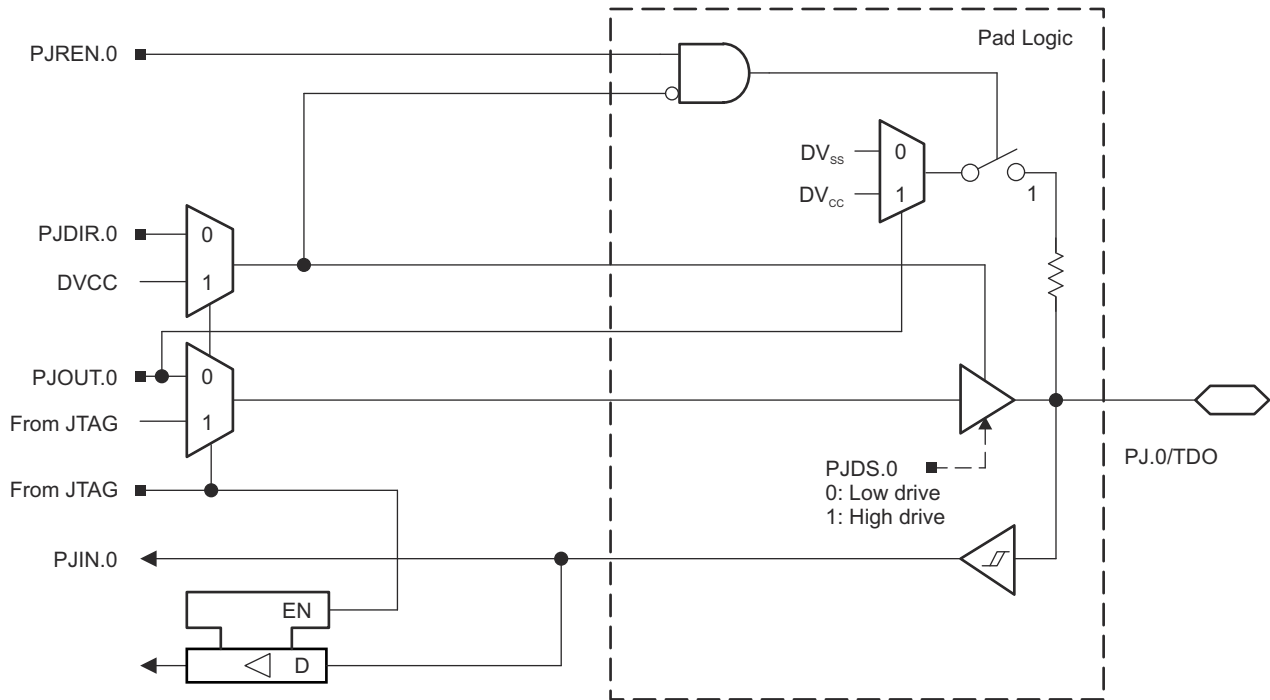 Pad Logic
PJREN.0
DVSS
0
DVCC
1
1
PJDIR.0
0
DVCC
1
PJOUT.0
0
From JTAG
1
PJ.0/TDO
PJDS.0
0: Low drive
1: High drive
From JTAG
PJIN.0
EN
D